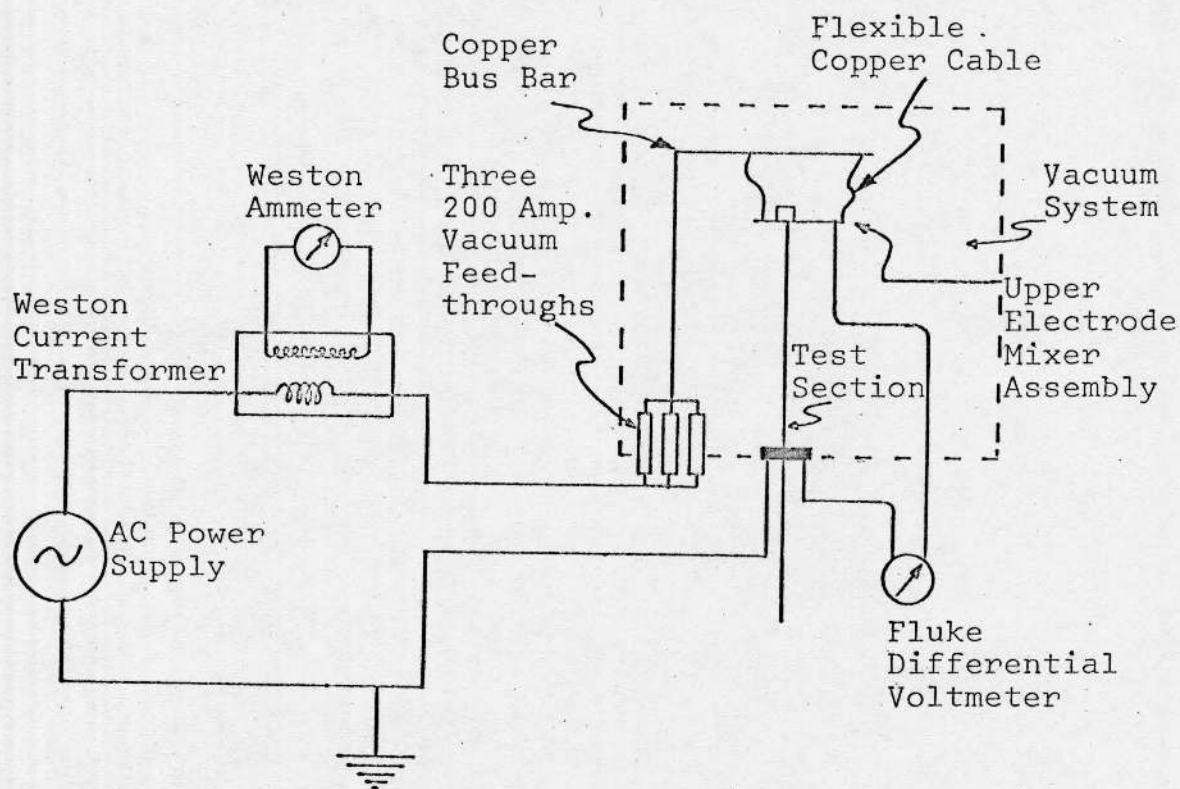 Copper
Bus Bar
Flexible
Copper Cable
Weston
Ammeter
Three
200 Amp.
Vacuum
Feed-
throughs
Vacuum
System
Weston
Current
Transformer
Upper
Electrode
Mixer
Assembly
Test
Section
AC Power
Supply
Fluke
Differential
Voltmeter